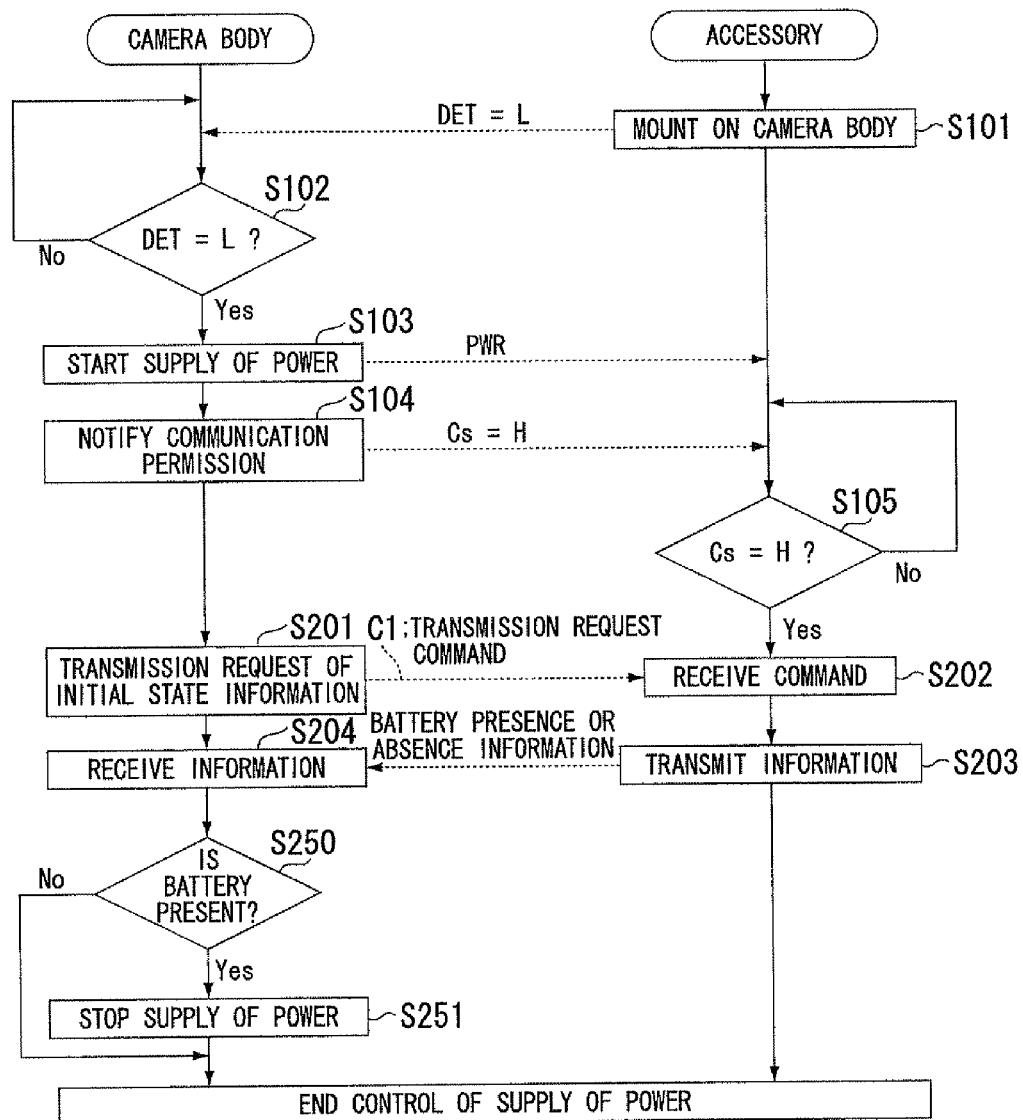 CAMERA BODY
ACCESSORY
DET = L
MOUNT ON CAMERA BODY
S101
S102
DET = L ?
No
Yes
S103
START SUPPLY OF POWER
PWR
S104
NOTIFY COMMUNICATION
PERMISSION
Cs = H
S105
Cs = H ?
No
Yes
S201
C1:TRANSMISSION REQUEST
COMMAND
TRANSMISSION REQUEST OF
INITIAL STATE INFORMATION
RECEIVE COMMAND
S202
S204
BATTERY PRESENCE OR
ABSENCE INFORMATION
RECEIVE INFORMATION
TRANSMIT INFORMATION
S203
S250
IS
BATTERY
PRESENT?
No
Yes
STOP SUPPLY OF POWER
S251
END CONTROL OF SUPPLY OF POWER